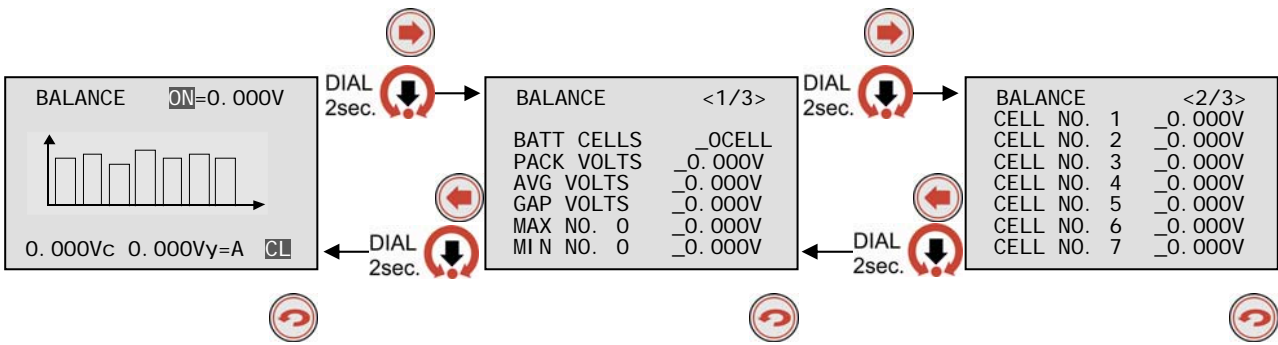 BALANCE ON=0.000V
0.000Vc 0.000Vy=A CL
DIAL
2sec.
DIAL
2sec.
BALANCE <1/3>
BATT CELLS _0CELL
PACK VOLTS _0.000V
AVG VOLTS _0.000V
GAP VOLTS _0.000V
MAX NO. 0 _0.000V
MIN NO. 0 _0.000V
DIAL
2sec.
DIAL
2sec.
BALANCE <2/3>
CELL NO. 1 _0.000V
CELL NO. 2 _0.000V
CELL NO. 3 _0.000V
CELL NO. 4 _0.000V
CELL NO. 5 _0.000V
CELL NO. 6 _0.000V
CELL NO. 7 _0.000V